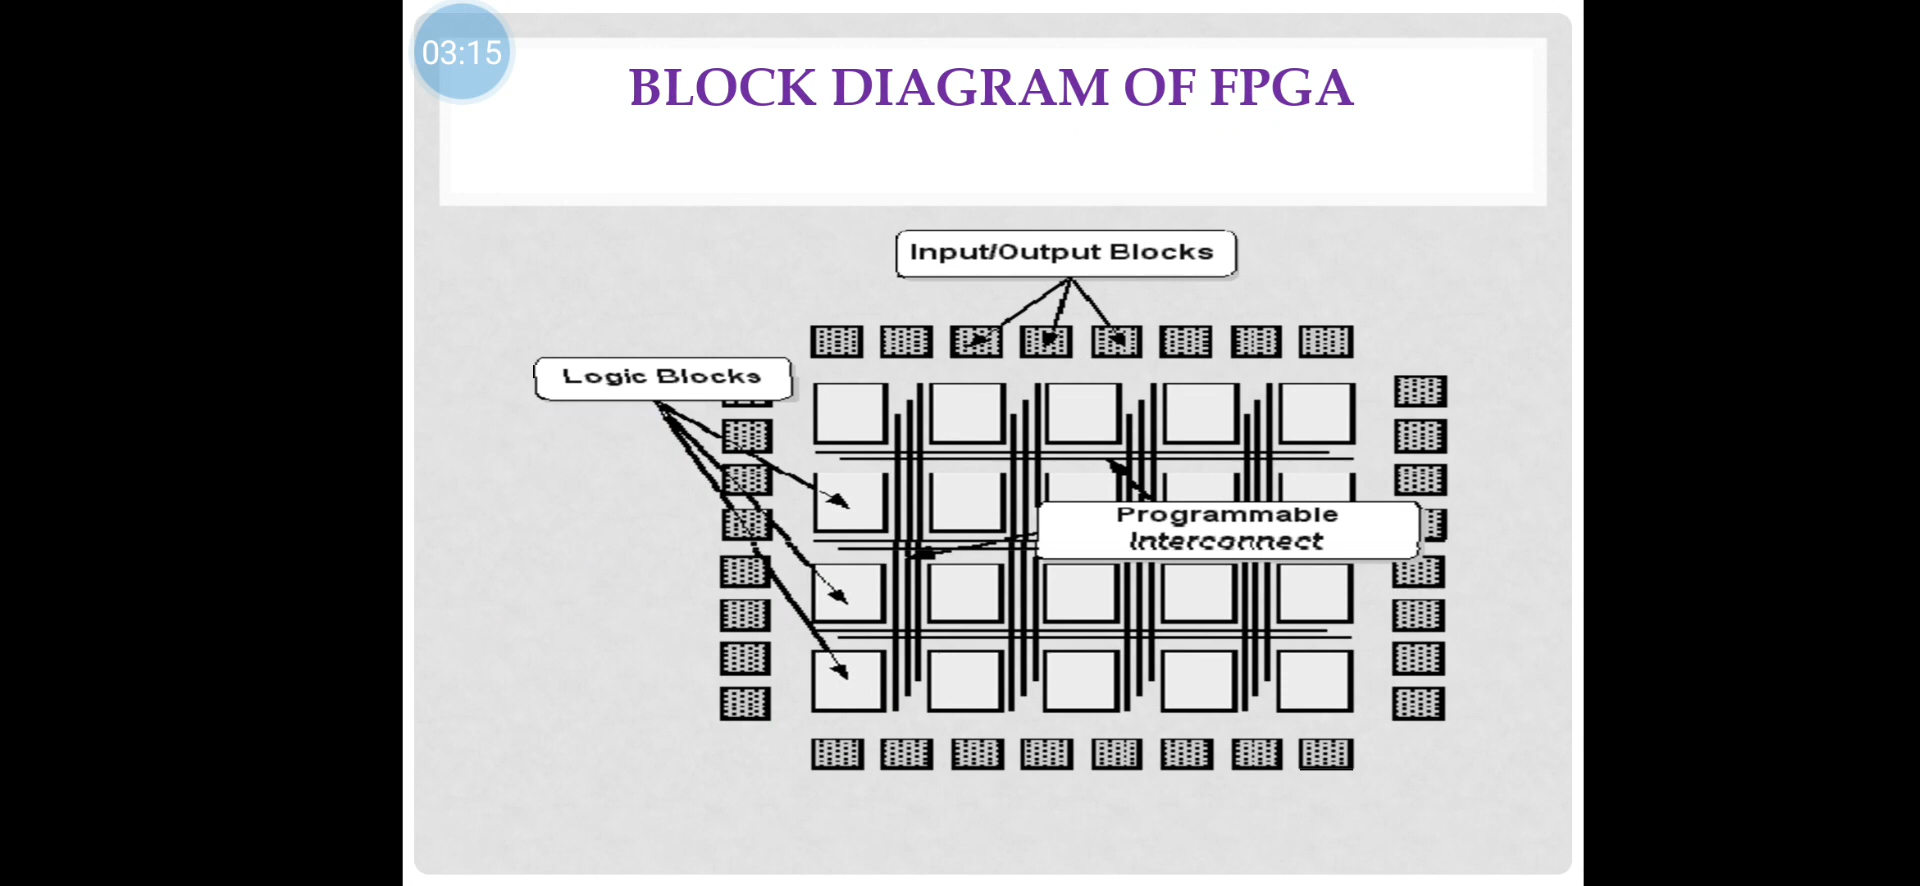 03:15
BLOCK DIAGRAM OF FPGA
Input/Output Blocks
Logic Blocks
Programmable
Interconnect